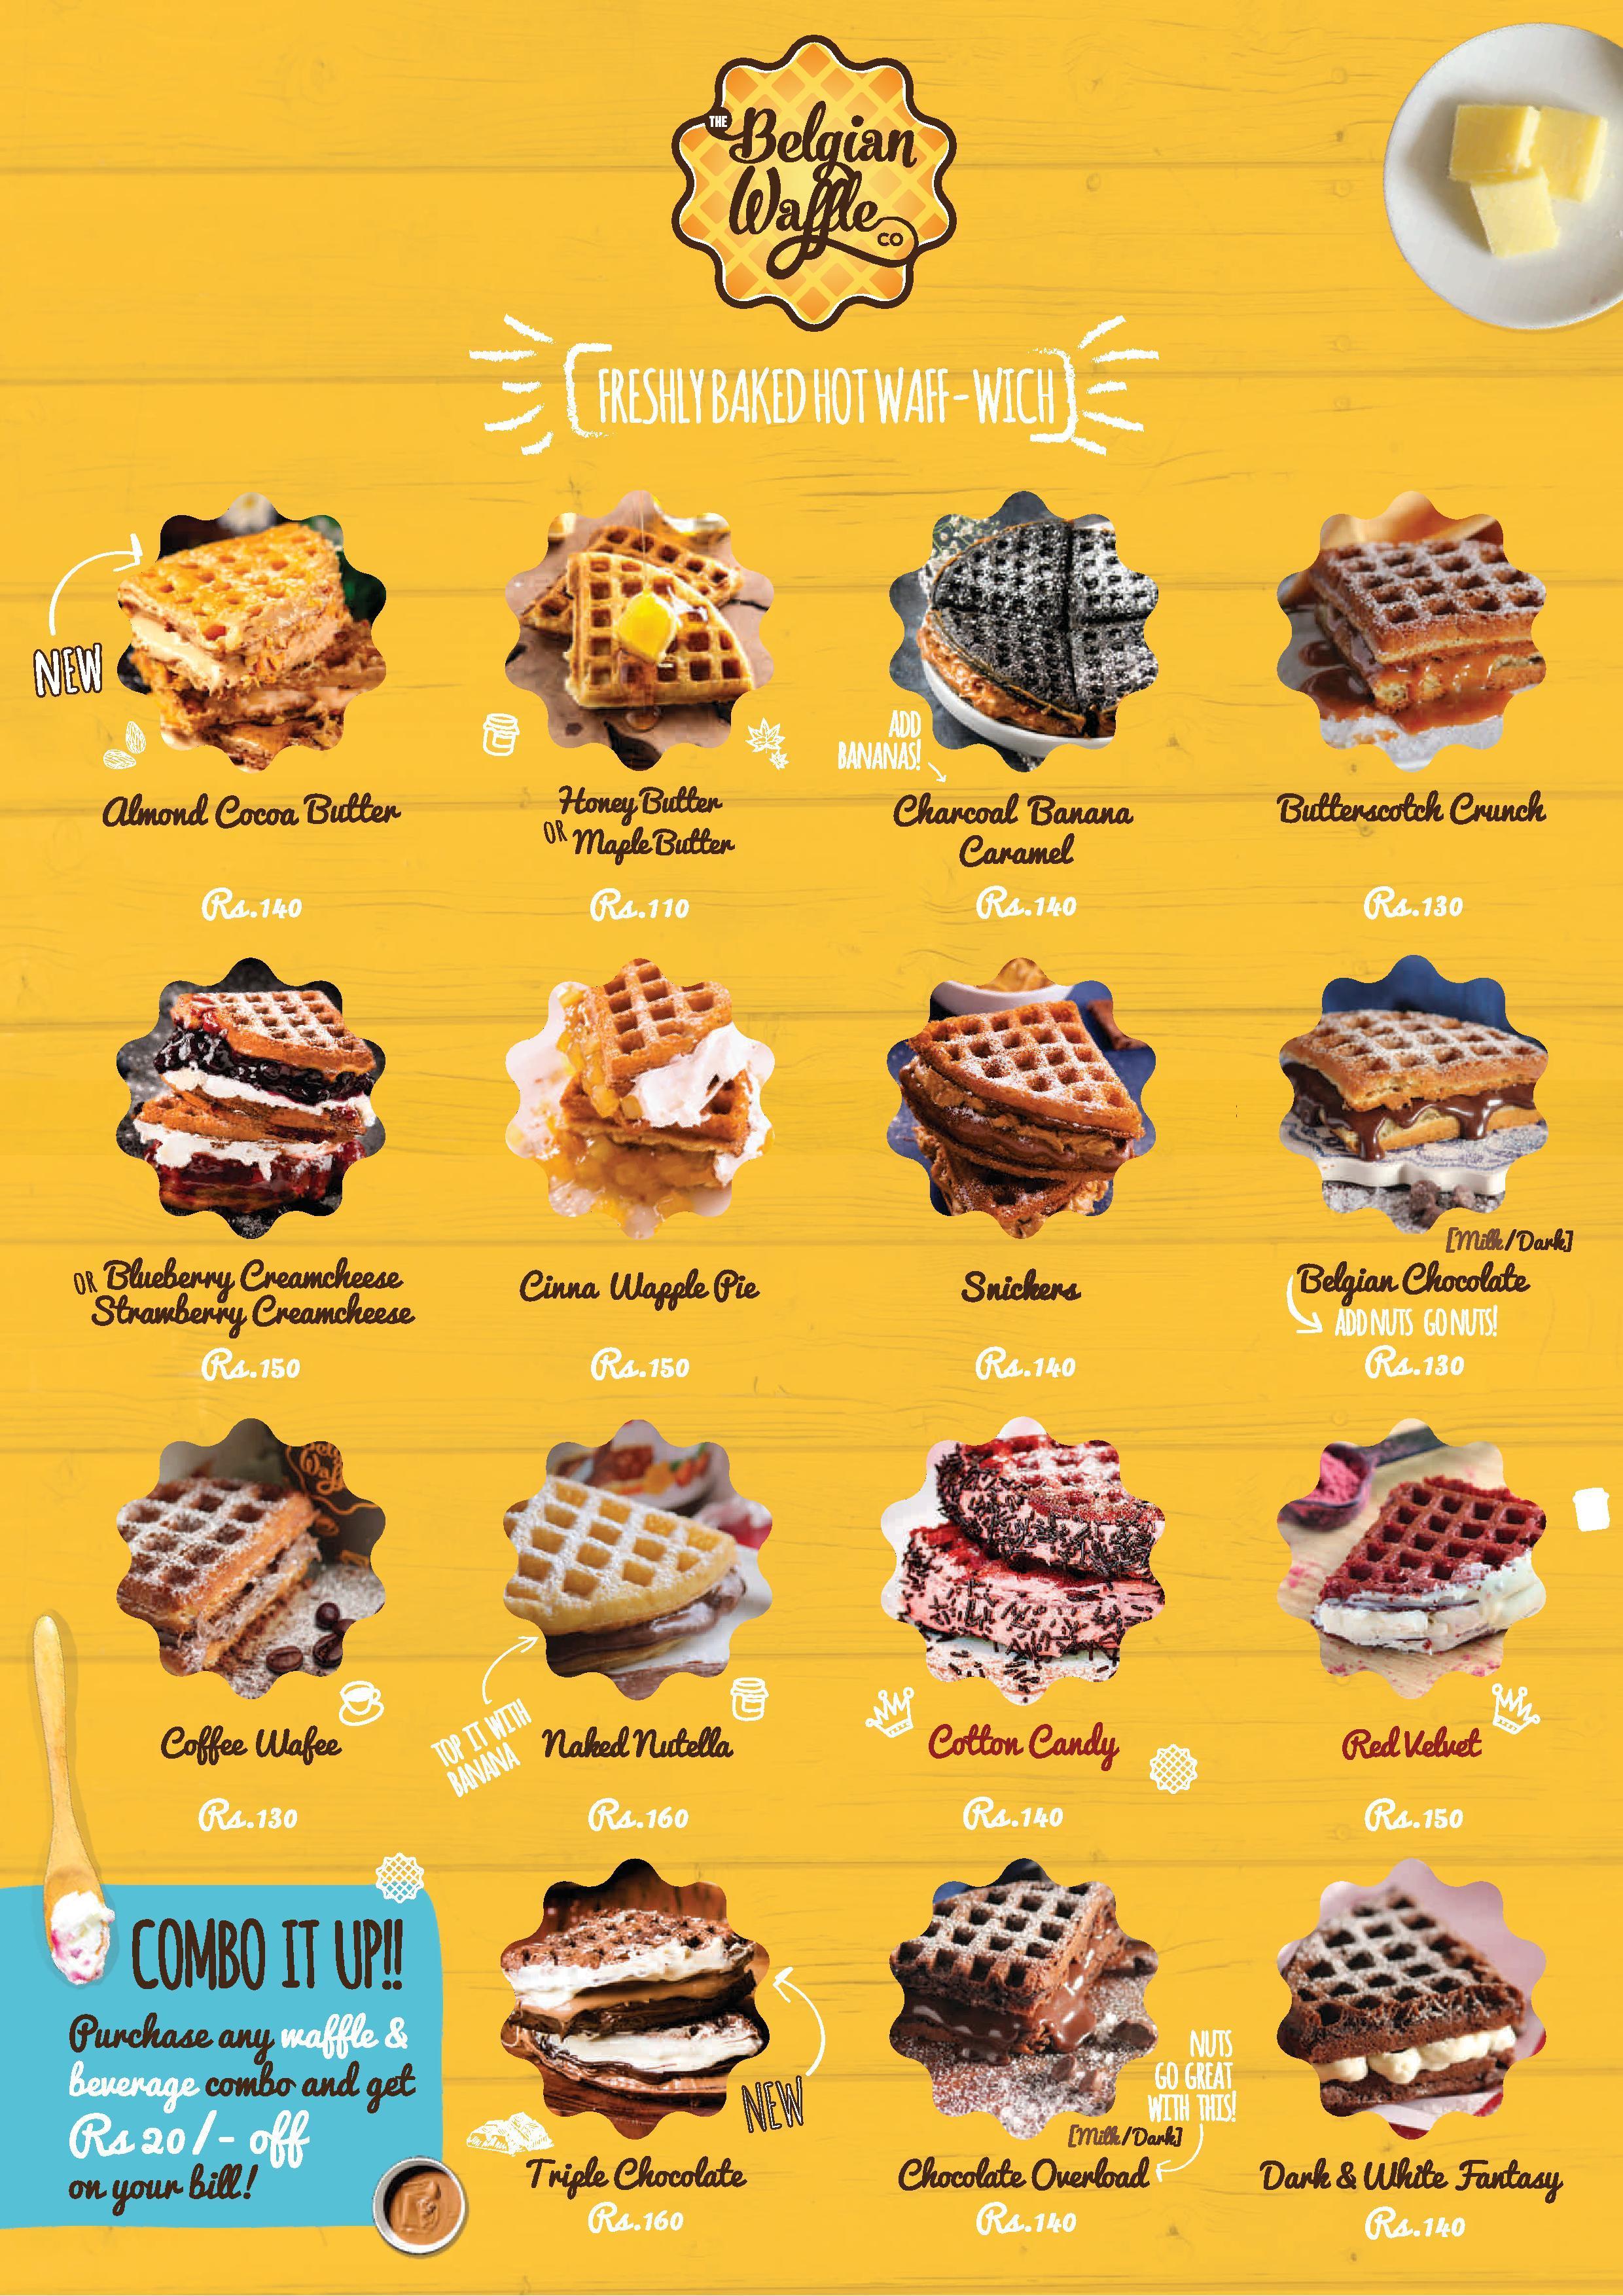 THE
Belgian
Waffle
CO
FRESHLY BAKED HOT WAFF-WICH
NEW
ADD
BANANAS!
Almond Cocoa Butter
Honey Butter
OR Maple Butter
Charcoal Banana
Caramel
Butterscotch Crunch
Rs.140
Rs.110
Rs.140
Rs.130
OR Blueberry Creamcheese
Strawberry Creamcheese
Cinna Wapple Pie
Snickers
[Milk/Dark]
Belgian Chocolate
ADD NUTS GO NUTS!
Rs.150
Rs.150
Rs.140
Rs.130
Coffee Wafee
TOP IT WITH
BANANA
Naked Nutella
Cotton Candy
Red Velvet
Rs.130
Rs.160
Rs.140
Rs.150
COMBO IT UP!!
Purchase any waffle &
beverage combo and get
Rs 20/- off
on your bill!
NEW
Triple Chocolate
Rs.160
NUTS
GO GREAT
WITH THIS!
[Milk/Dark]
Chocolate Overload
Rs.140
Dark & White Fantasy
Rs.140